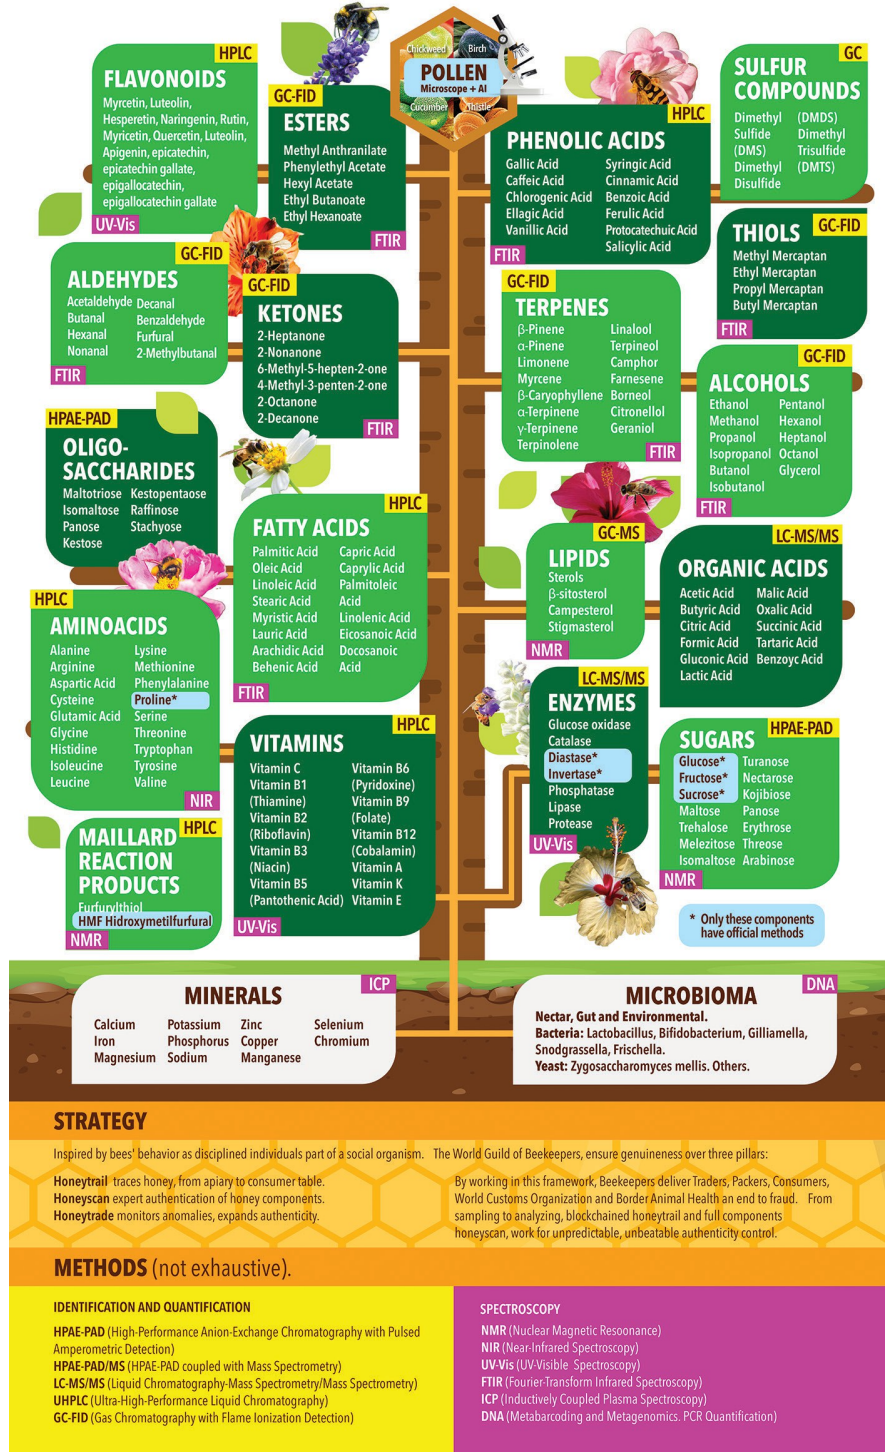 Chickweed
Birch
POLLEN
Microscope + AI
Cucumber
Thistle
HPLC
FLAVONOIDS
Myrcetin, Luteolin,
Hesperetin, Naringenin, Rutin,
Myricetin, Quercetin, Luteolin,
Apigenin, epicatechin,
epicatechin gallate,
epigallocatechin,
epigallocatechin gallate
UV-Vis
GC-FID
ESTERS
Methyl Anthranilate
Phenylethyl Acetate
Hexyl Acetate
Ethyl Butanoate
Ethyl Hexanoate
FTIR
HPLC
PHENOLIC ACIDS
Gallic Acid
Caffeic Acid
Chlorogenic Acid
Ellagic Acid
Vanillic Acid
Syringic Acid
Cinnamic Acid
Benzoic Acid
Ferulic Acid
Protocatechuic Acid
Salicylic Acid
FTIR
GC
SULFUR
COMPOUNDS
Dimethyl
Sulfide
(DMS)
Dimethyl
Disulfide
(DMDS)
Dimethyl
Trisulfide
(DMTS)
GC-FID
ALDEHYDES
Acetaldehyde
Butanal
Hexanal
Nonanal
Decanal
Benzaldehyde
Furfural
2-Methylbutanal
FTIR
GC-FID
KETONES
2-Heptanone
2-Nonanone
6-Methyl-5-hepten-2-one
4-Methyl-3-penten-2-one
2-Octanone
2-Decanone
FTIR
GC-FID
TERPENES
β-Pinene
α-Pinene
Limonene
Myrcene
β-Caryophyllene
α-Terpinene
γ-Terpinene
Terpinolene
Linalool
Terpineol
Camphor
Farnesene
Borneol
Citronellol
Geraniol
FTIR
GC-FID
THIOLS
Methyl Mercaptan
Ethyl Mercaptan
Propyl Mercaptan
Butyl Mercaptan
FTIR
GC-FID
ALCOHOLS
Ethanol
Methanol
Propanol
Isopropanol
Butanol
Isobutanol
Pentanol
Hexanol
Heptanol
Octanol
Glycerol
FTIR
HPAE-PAD
OLIGO-
SACCHARIDES
Maltotriose
Isomaltose
Panose
Kestose
Kestopentaose
Raffinose
Stachyose
HPLC
FATTY ACIDS
Palmitic Acid
Oleic Acid
Linoleic Acid
Stearic Acid
Myristic Acid
Lauric Acid
Arachidic Acid
Behenic Acid
Capric Acid
Caprylic Acid
Palmitoleic
Acid
Linolenic Acid
Eicosanoic Acid
Docosanoic
Acid
FTIR
GC-MS
LIPIDS
Sterols
β-sitosterol
Campesterol
Stigmasterol
NMR
LC-MS/MS
ORGANIC ACIDS
Acetic Acid
Butyric Acid
Citric Acid
Formic Acid
Gluconic Acid
Lactic Acid
Malic Acid
Oxalic Acid
Succinic Acid
Tartaric Acid
Benzoyc Acid
HPLC
AMINOACIDS
Alanine
Arginine
Aspartic Acid
Cysteine
Glutamic Acid
Glycine
Histidine
Isoleucine
Leucine
Lysine
Methionine
Phenylalanine
Proline*
Serine
Threonine
Tryptophan
Tyrosine
Valine
NIR
HPLC
VITAMINS
Vitamin C
Vitamin B1
(Thiamine)
Vitamin B2
(Riboflavin)
Vitamin B3
(Niacin)
Vitamin B5
(Pantothenic Acid)
Vitamin B6
(Pyridoxine)
Vitamin B9
(Folate)
Vitamin B12
(Cobalamin)
Vitamin A
Vitamin K
Vitamin E
UV-Vis
LC-MS/MS
ENZYMES
Glucose oxidase
Catalase
Diastase*
Invertase*
Phosphatase
Lipase
Protease
UV-Vis
HPAE-PAD
SUGARS
Glucose*
Fructose*
Sucrose*
Maltose
Trehalose
Melezitose
Isomaltose
Turanose
Nectarose
Kojibiose
Panose
Erythrose
Threose
Arabinose
NMR
HPLC
MAILLARD
REACTION
PRODUCTS
Furfurylthiol
HMF Hidroxymetilfurfural
NMR
* Only these components
have official methods
ICP
MINERALS
Calcium
Iron
Magnesium
Potassium
Phosphorus
Sodium
Zinc
Copper
Manganese
Selenium
Chromium
DNA
MICROBIOMA
Nectar, Gut and Environmental.
Bacteria: Lactobacillus, Bifidobacterium, Gilliamella,
Snodgrassella, Frischella.
Yeast: Zygosaccharomyces mellis. Others.
STRATEGY
Inspired by bees' behavior as disciplined individuals part of a social organism. The World Guild of Beekeepers, ensure genuineness over three pillars:
Honeytrail traces honey, from apiary to consumer table.
Honeyscan expert authentication of honey components.
Honeytrade monitors anomalies, expands authenticity.
By working in this framework, Beekeepers deliver Traders, Packers, Consumers,
World Customs Organization and Border Animal Health an end to fraud. From
sampling to analyzing, blockchained honeytrail and full components
honeyscan, work for unpredictable, unbeatable authenticity control.
METHODS (not exhaustive).
IDENTIFICATION AND QUANTIFICATION
HPAE-PAD (High-Performance Anion-Exchange Chromatography with Pulsed
Amperometric Detection)
HPAE-PAD/MS (HPAE-PAD coupled with Mass Spectrometry)
LC-MS/MS (Liquid Chromatography-Mass Spectrometry/Mass Spectrometry)
UHPLC (Ultra-High-Performance Liquid Chromatography)
GC-FID (Gas Chromatography with Flame Ionization Detection)
SPECTROSCOPY
NMR (Nuclear Magnetic Resoonance)
NIR (Near-Infrared Spectroscopy)
UV-Vis (UV-Visible Spectroscopy)
FTIR (Fourier-Transform Infrared Spectroscopy)
ICP (Inductively Coupled Plasma Spectroscopy)
DNA (Metabarcoding and Metagenomics. PCR Quantification)